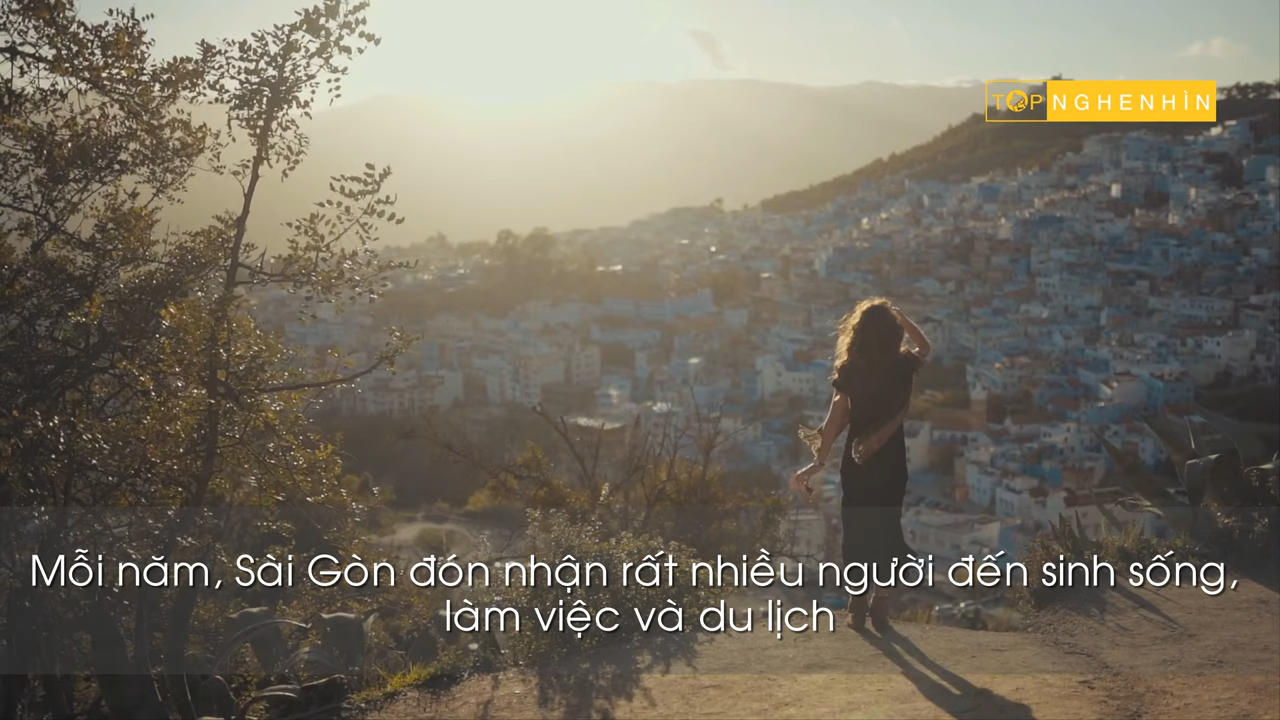 TOP NGHENHÌN
Mỗi năm, Sài Gòn đón nhận rất nhiều người đến sinh sống,
làm việc và du lịch